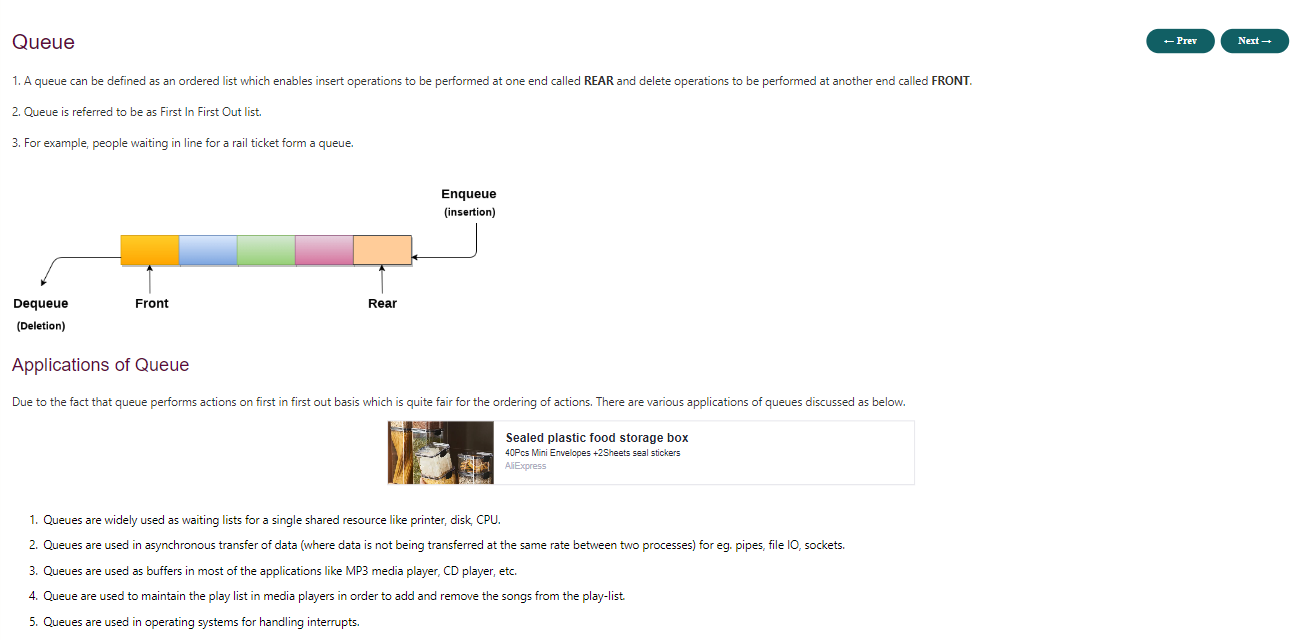 Queue
← Prev
Next →
1. A queue can be defined as an ordered list which enables insert operations to be performed at one end called REAR and delete operations to be performed at another end called FRONT.
2. Queue is referred to be as First In First Out list.
3. For example, people waiting in line for a rail ticket form a queue.
Enqueue
(insertion)
Dequeue
(Deletion)
Front
Rear
Applications of Queue
Due to the fact that queue performs actions on first in first out basis which is quite fair for the ordering of actions. There are various applications of queues discussed as below.
Sealed plastic food storage box
40Pcs Mini Envelopes +2Sheets seal stickers
AliExpress
1. Queues are widely used as waiting lists for a single shared resource like printer, disk, CPU.
2. Queues are used in asynchronous transfer of data (where data is not being transferred at the same rate between two processes) for eg. pipes, file IO, sockets.
3. Queues are used as buffers in most of the applications like MP3 media player, CD player, etc.
4. Queue are used to maintain the play list in media players in order to add and remove the songs from the play-list.
5. Queues are used in operating systems for handling interrupts.